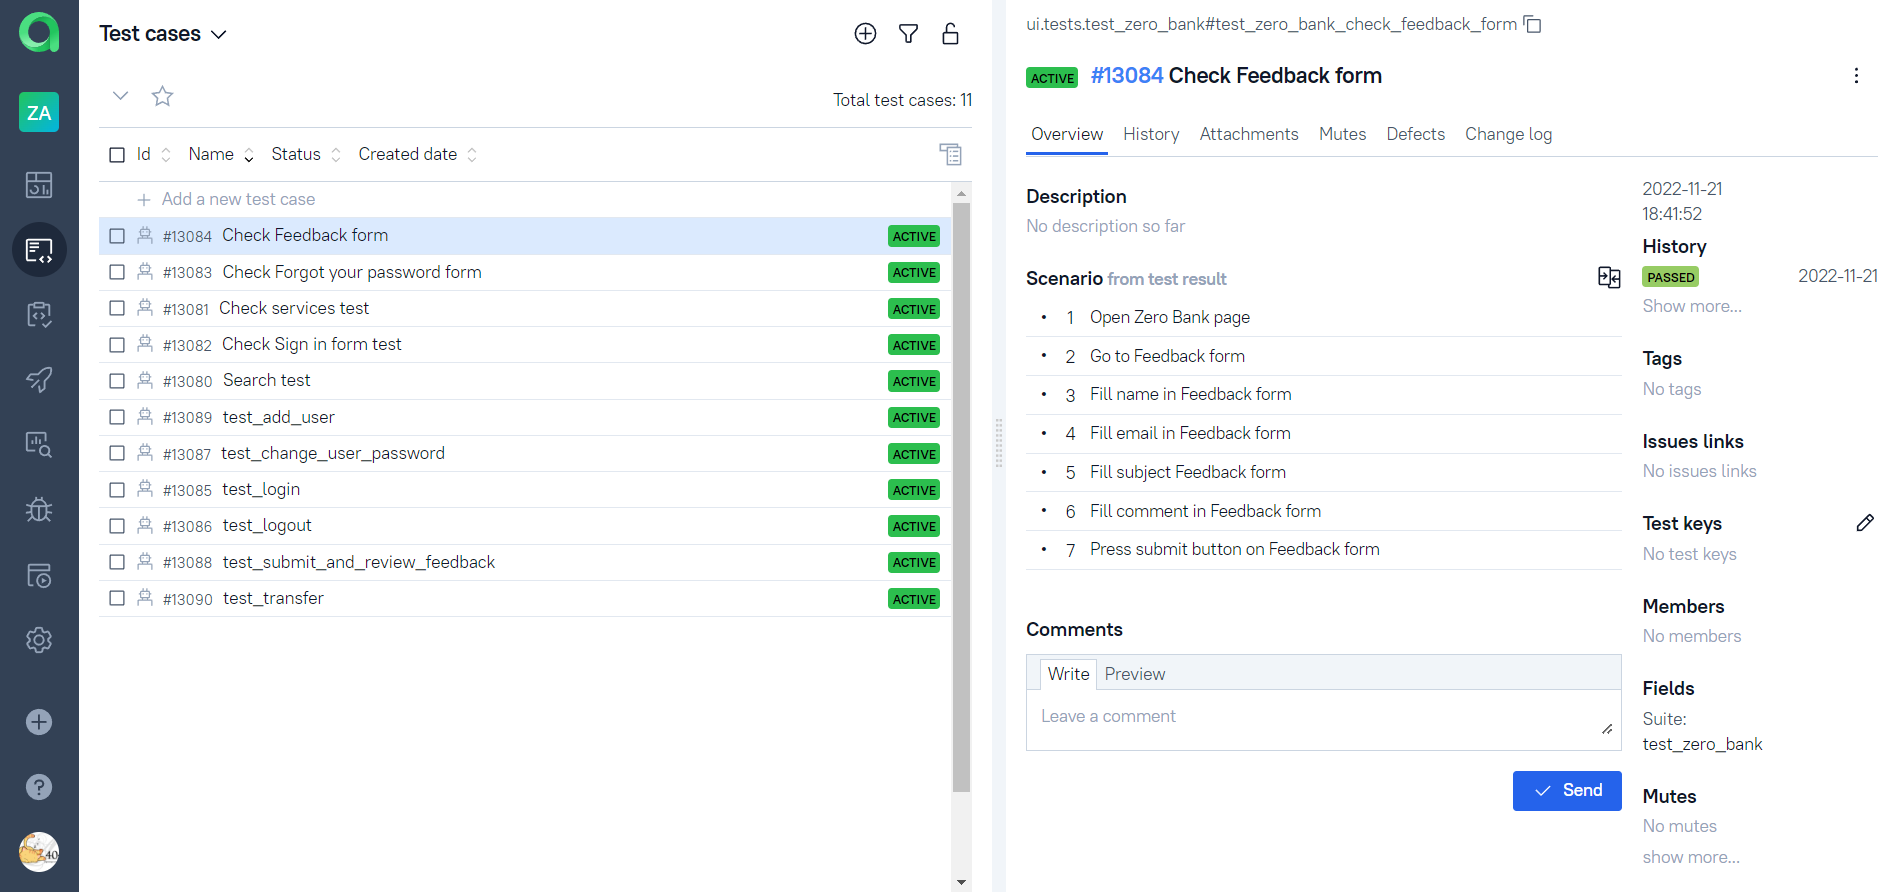 ZA
40
Test cases
Total test cases: 11
Id Name Status Created date
Add a new test case
#13084 Check Feedback form ACTIVE
#13083 Check Forgot your password form ACTIVE
#13081 Check services test ACTIVE
#13082 Check Sign in form test ACTIVE
#13080 Search test ACTIVE
#13089 test_add_user ACTIVE
#13087 test_change_user_password ACTIVE
#13085 test_login ACTIVE
#13086 test_logout ACTIVE
#13088 test_submit_and_review_feedback ACTIVE
#13090 test_transfer ACTIVE
ui.tests.test_zero_bank#test_zero_bank_check_feedback_form
ACTIVE #13084 Check Feedback form
Overview History Attachments Mutes Defects Change log
Description
No description so far
Scenario from test result
• 1 Open Zero Bank page
• 2 Go to Feedback form
• 3 Fill name in Feedback form
• 4 Fill email in Feedback form
• 5 Fill subject Feedback form
• 6 Fill comment in Feedback form
• 7 Press submit button on Feedback form
Comments
Write Preview
Leave a comment
Send
2022-11-21
18:41:52
History
PASSED 2022-11-21
Show more...
Tags
No tags
Issues links
No issues links
Test keys
No test keys
Members
No members
Fields
Suite:
test_zero_bank
Mutes
No mutes
show more...